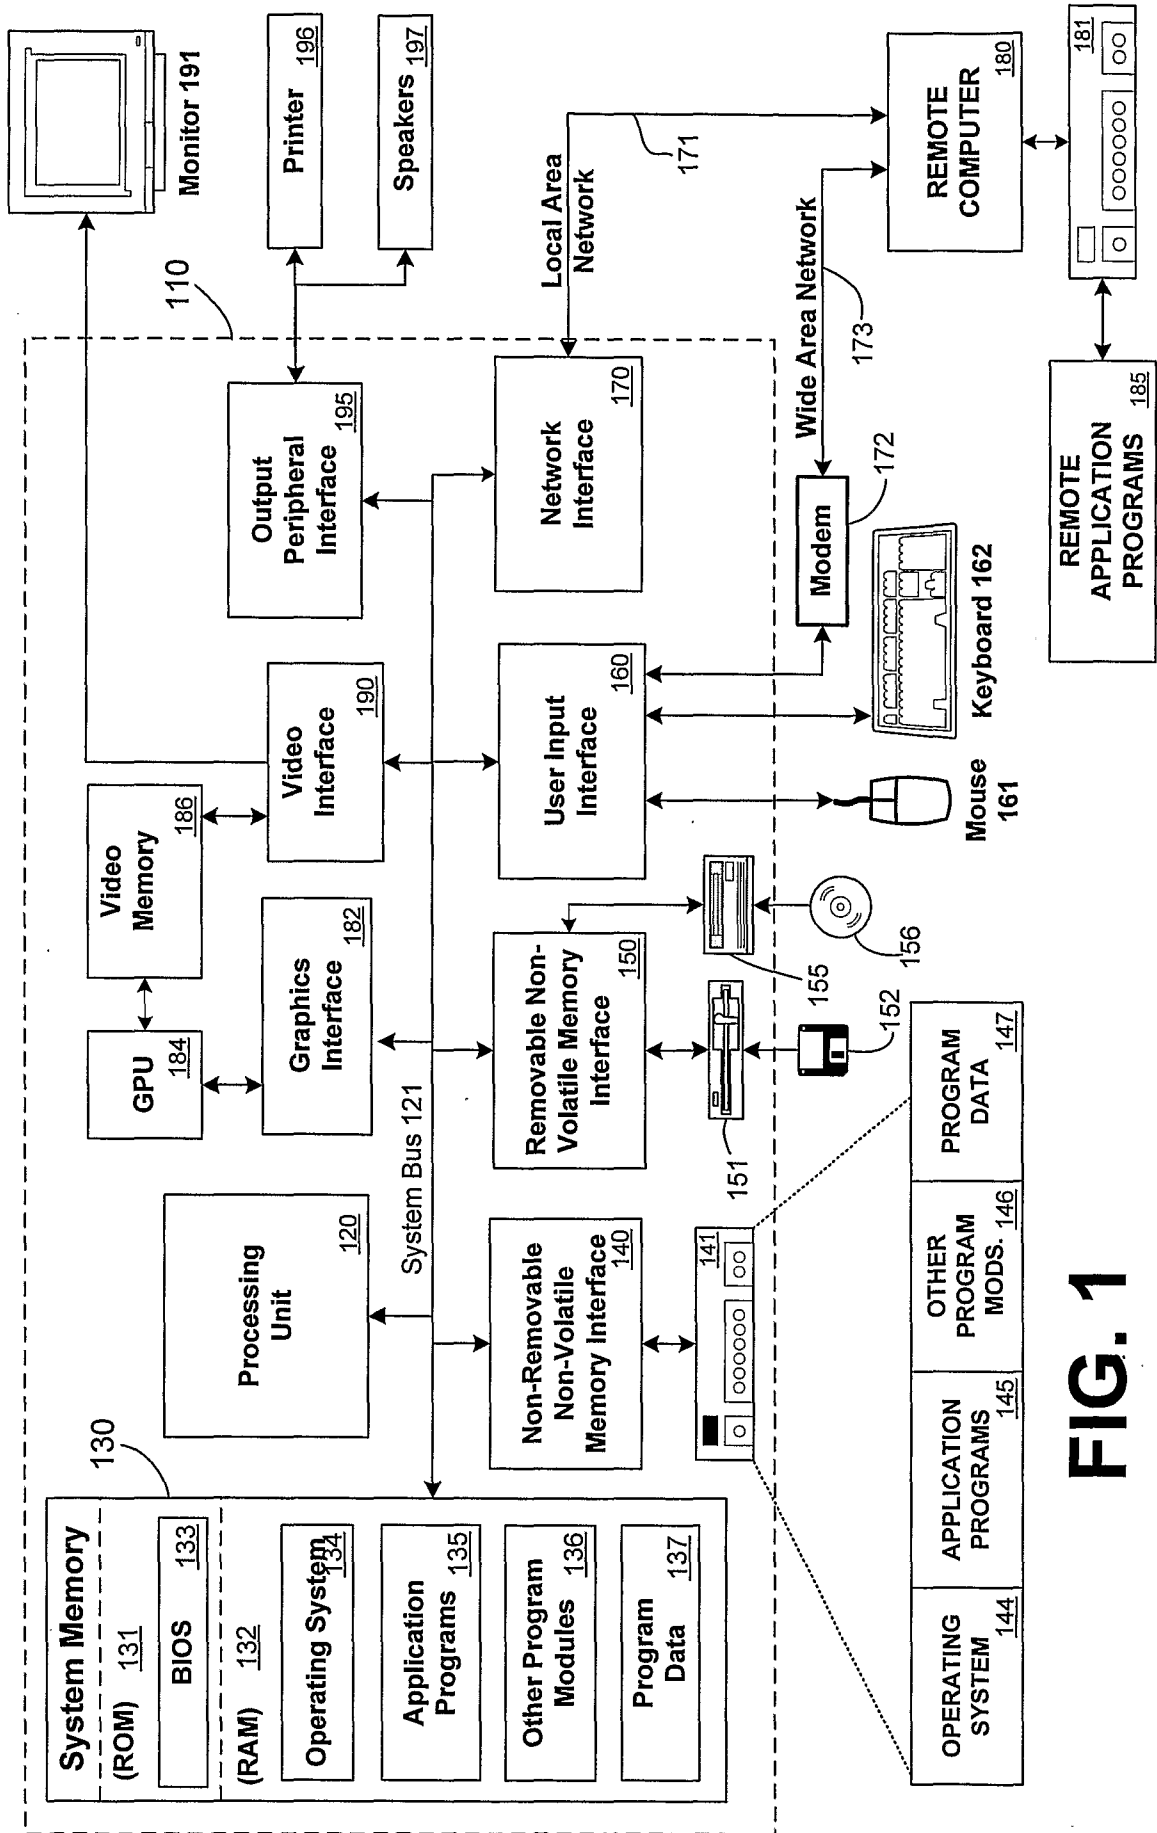 System Memory
(ROM) 131
BIOS 133
(RAM) 132
Operating System
134
Application
Programs
135
Other Program
Modules
136
Program
Data
137
130
Processing
Unit
120
GPU
184
Video
Memory
186
Graphics
Interface
182
Video
Interface
190
Output
Peripheral
Interface
195
110
Monitor 191
Printer
196
Speakers
197
System Bus 121
Non-Removable
Non-Volatile
Memory Interface
140
Removable Non-
Volatile Memory
Interface
150
User Input
Interface
160
Network
Interface
170
Local Area
Network
171
Wide Area Network
173
Modem
172
141
151
152
155
156
Mouse
161
Keyboard 162
REMOTE
COMPUTER
180
181
REMOTE
APPLICATION
PROGRAMS
185
OPERATING
SYSTEM
144
APPLICATION
PROGRAMS
145
OTHER
PROGRAM
MODS.
146
PROGRAM
DATA
147
FIG. 1